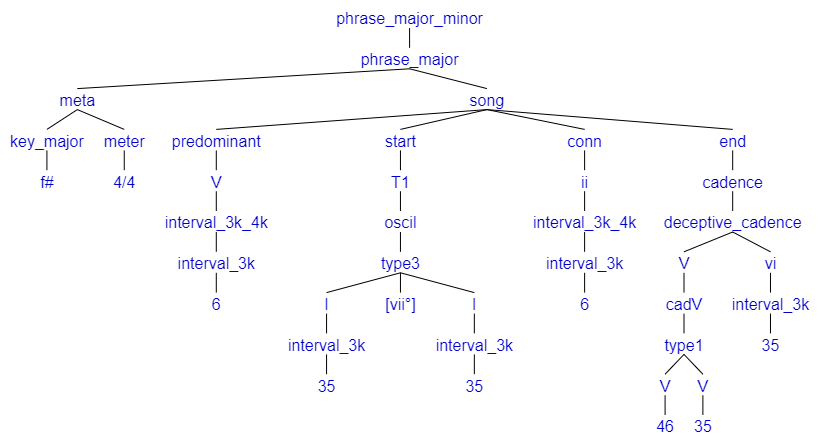 phrase_major_minor
phrase_major
meta song
key_major meter predominant start conn end
f# 4/4 V T1 ii cadence
interval_3k_4k oscil interval_3k_4k deceptive_cadence
interval_3k type3 interval_3k V vi
6 I [vii°] I 6 cadV interval_3k
interval_3k interval_3k type1 35
35 35 V V
46 35